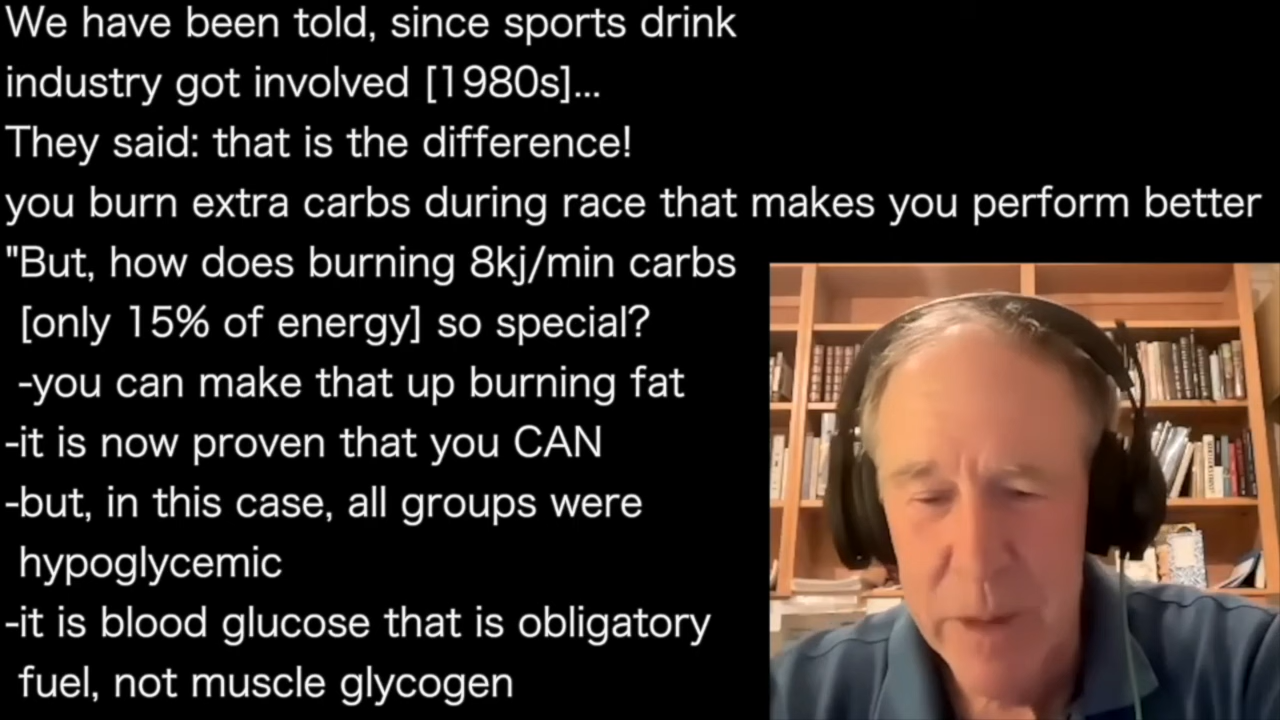 We have been told, since sports drink
industry got involved [1980s]...
They said: that is the difference!
you burn extra carbs during race that makes you perform better
"But, how does burning 8kj/min carbs
[only 15% of energy] so special?
-you can make that up burning fat
-it is now proven that you CAN
-but, in this case, all groups were
hypoglycemic
-it is blood glucose that is obligatory
fuel, not muscle glycogen